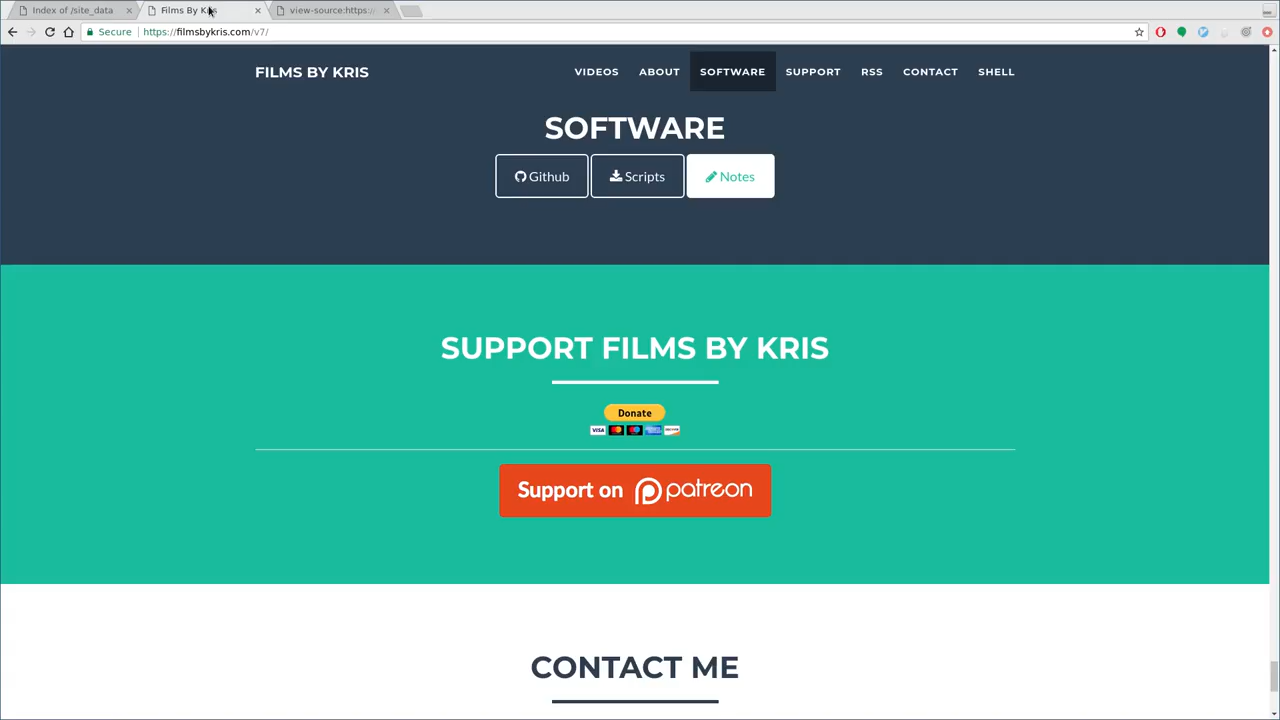 Index of /site_data
Films By Kris
view-source:https:/
Secure https://filmsbykris.com/v7/
FILMS BY KRIS VIDEOS ABOUT SOFTWARE SUPPORT RSS CONTACT SHELL
SOFTWARE
Github Scripts Notes
SUPPORT FILMS BY KRIS
Donate
VISA
Support on patreon
CONTACT ME